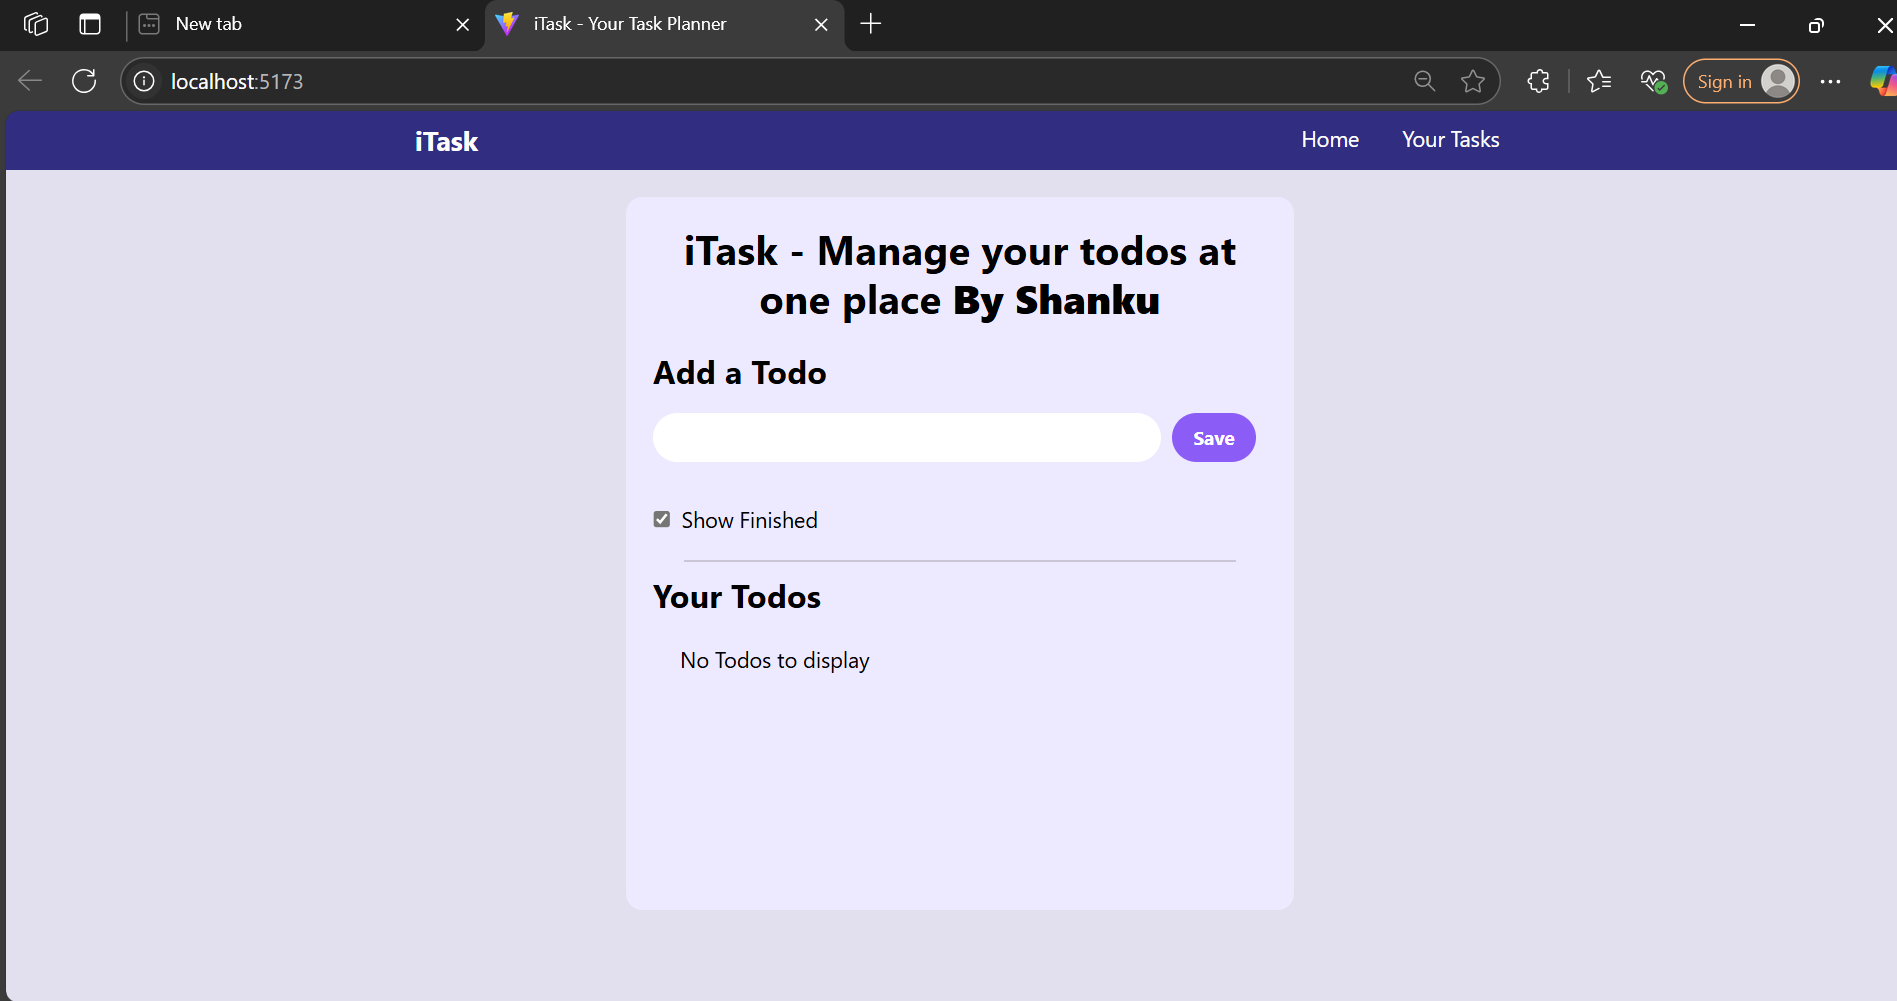 New tab
iTask - Your Task Planner
localhost:5173
Sign in
iTask
Home
Your Tasks
iTask - Manage your todos at
one place By Shanku
Add a Todo
Save
Show Finished
Your Todos
No Todos to display